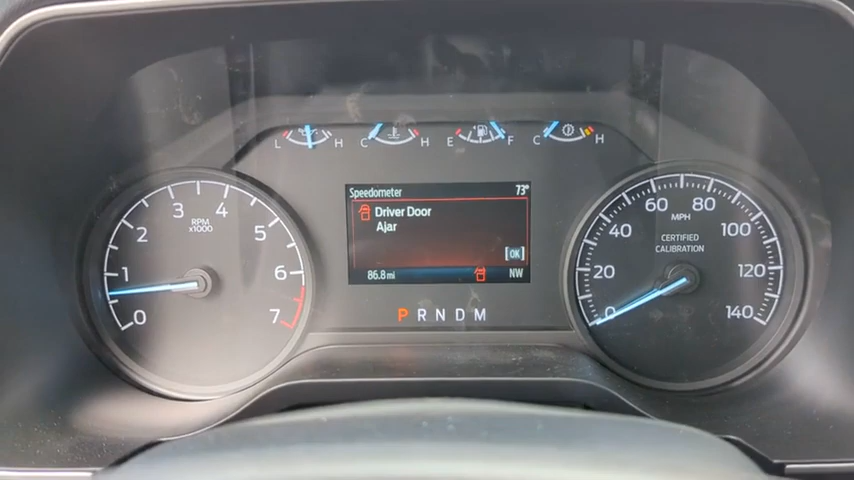 L H C H E F C H
Speedometer 73°
Driver Door
Ajar
[OK]
86.8 mi NW
P R N D M
0 1 2 3 4 5 6 7
RPM
x1000
0 20 40 60 80 100 120 140
MPH
CERTIFIED
CALIBRATION